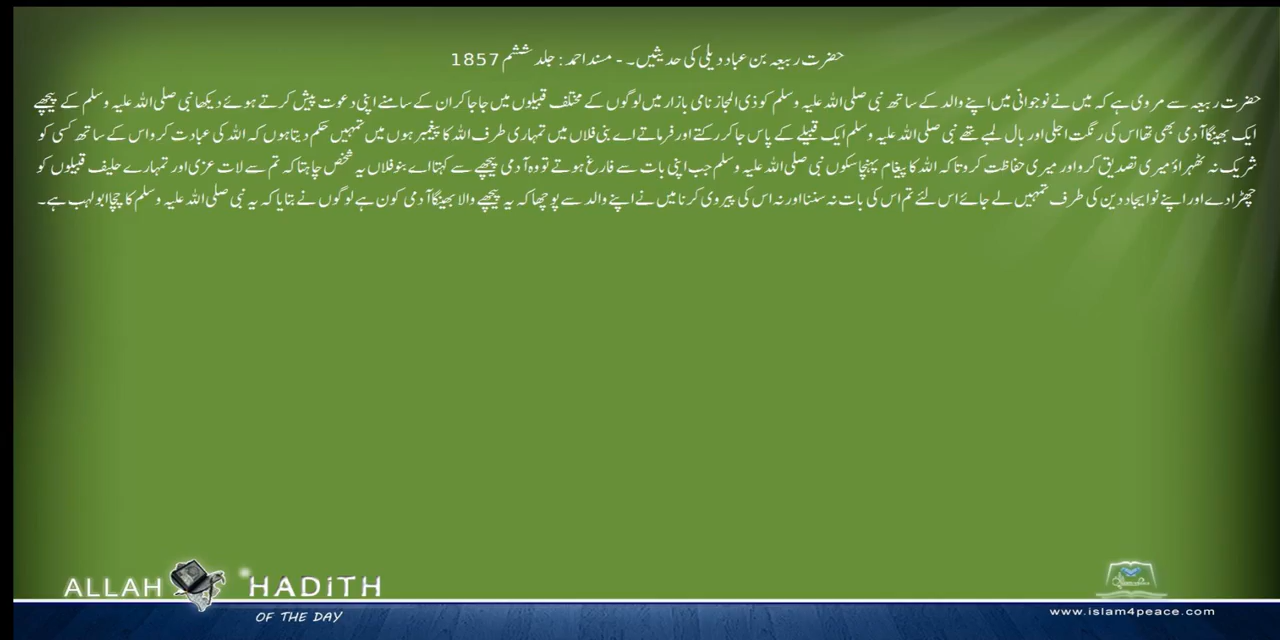 حضرت ربیعہ بن عباد دیلی کی حدیثیں۔ - مسند احمد: جلد ششم 1857
حضرت ربیعہ سے مروی ہے کہ میں نے نوجوانی میں اپنے والد کے ساتھ نبی صلی اللہ علیہ وسلم کو ذی المجاز نامی بازار میں لوگوں کے مختلف قبیلوں میں جا جا کر ان کے سامنے اپنی دعوت پیش کرتے ہوئے دیکھا نبی صلی اللہ علیہ وسلم کے پیچھے
ایک بھینگا آدمی بھی تھا اس کی رنگت اجلی اور بال لمبے تھے نبی صلی اللہ علیہ وسلم ایک قبیلے کے پاس جا کر رکتے اور فرماتے اے بنی فلاں میں تمہاری طرف اللہ کا پیغمبر ہوں میں تمہیں حکم دیتا ہوں کہ اللہ کی عبادت کرو اس کے ساتھ کسی کو
شریک نہ ٹھہراؤ میری تصدیق کرو اور میری حفاظت کرو تا کہ اللہ کا پیغام پہنچا سکوں نبی صلی اللہ علیہ وسلم جب اپنی بات سے فارغ ہوتے تو وہ آدمی پیچھے سے کہتا اے بنو فلاں یہ شخص چاہتا کہ تم سے لات عزی اور تمہارے حلیف قبیلوں کو
چھڑا دے اور اپنے نو ایجاد دین کی طرف تمہیں لے جائے اس لئے تم اس کی بات نہ سننا اور نہ اس کی پیروی کرنا میں نے اپنے والد سے پوچھا کہ یہ پیچھے والا بھینگا آدمی کون ہے لوگوں نے بتایا کہ یہ نبی صلی اللہ علیہ وسلم کا چچا ابولہب ہے۔
ALLAH HADITH
OF THE DAY
www.islam4peace.com